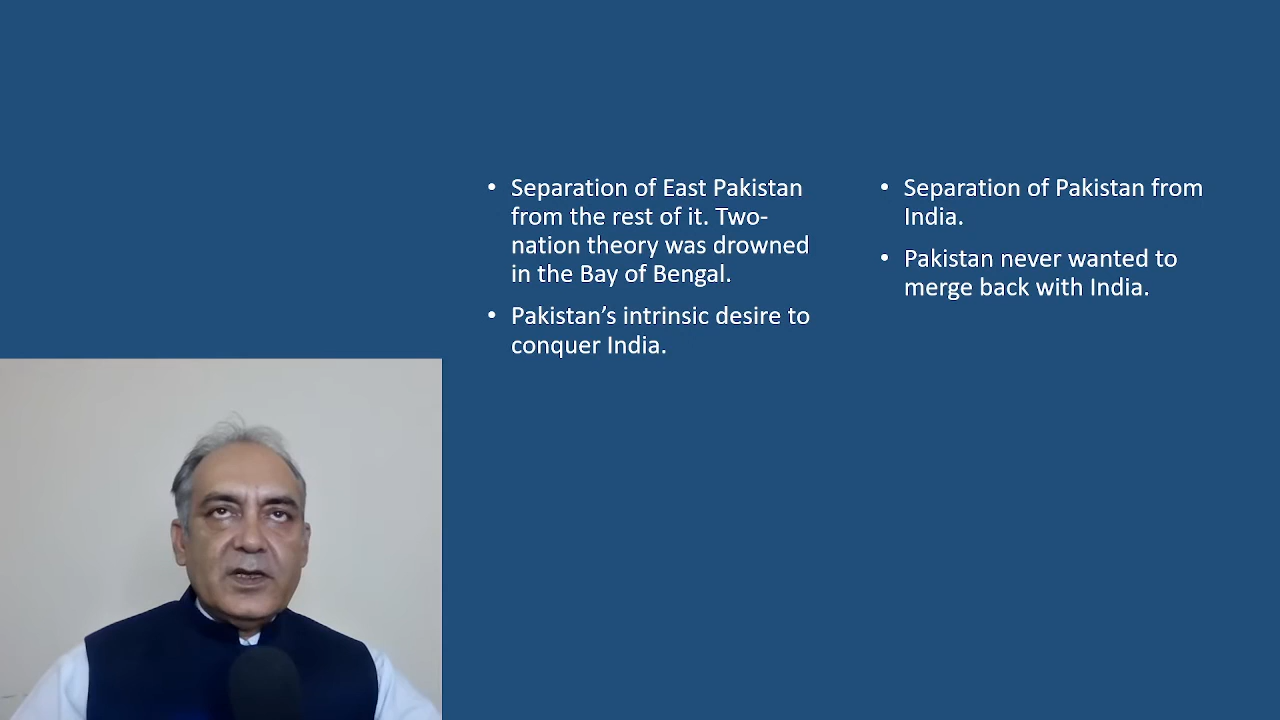 • Separation of East Pakistan
from the rest of it. Two-
nation theory was drowned
in the Bay of Bengal.
• Pakistan’s intrinsic desire to
conquer India.
• Separation of Pakistan from
India.
• Pakistan never wanted to
merge back with India.